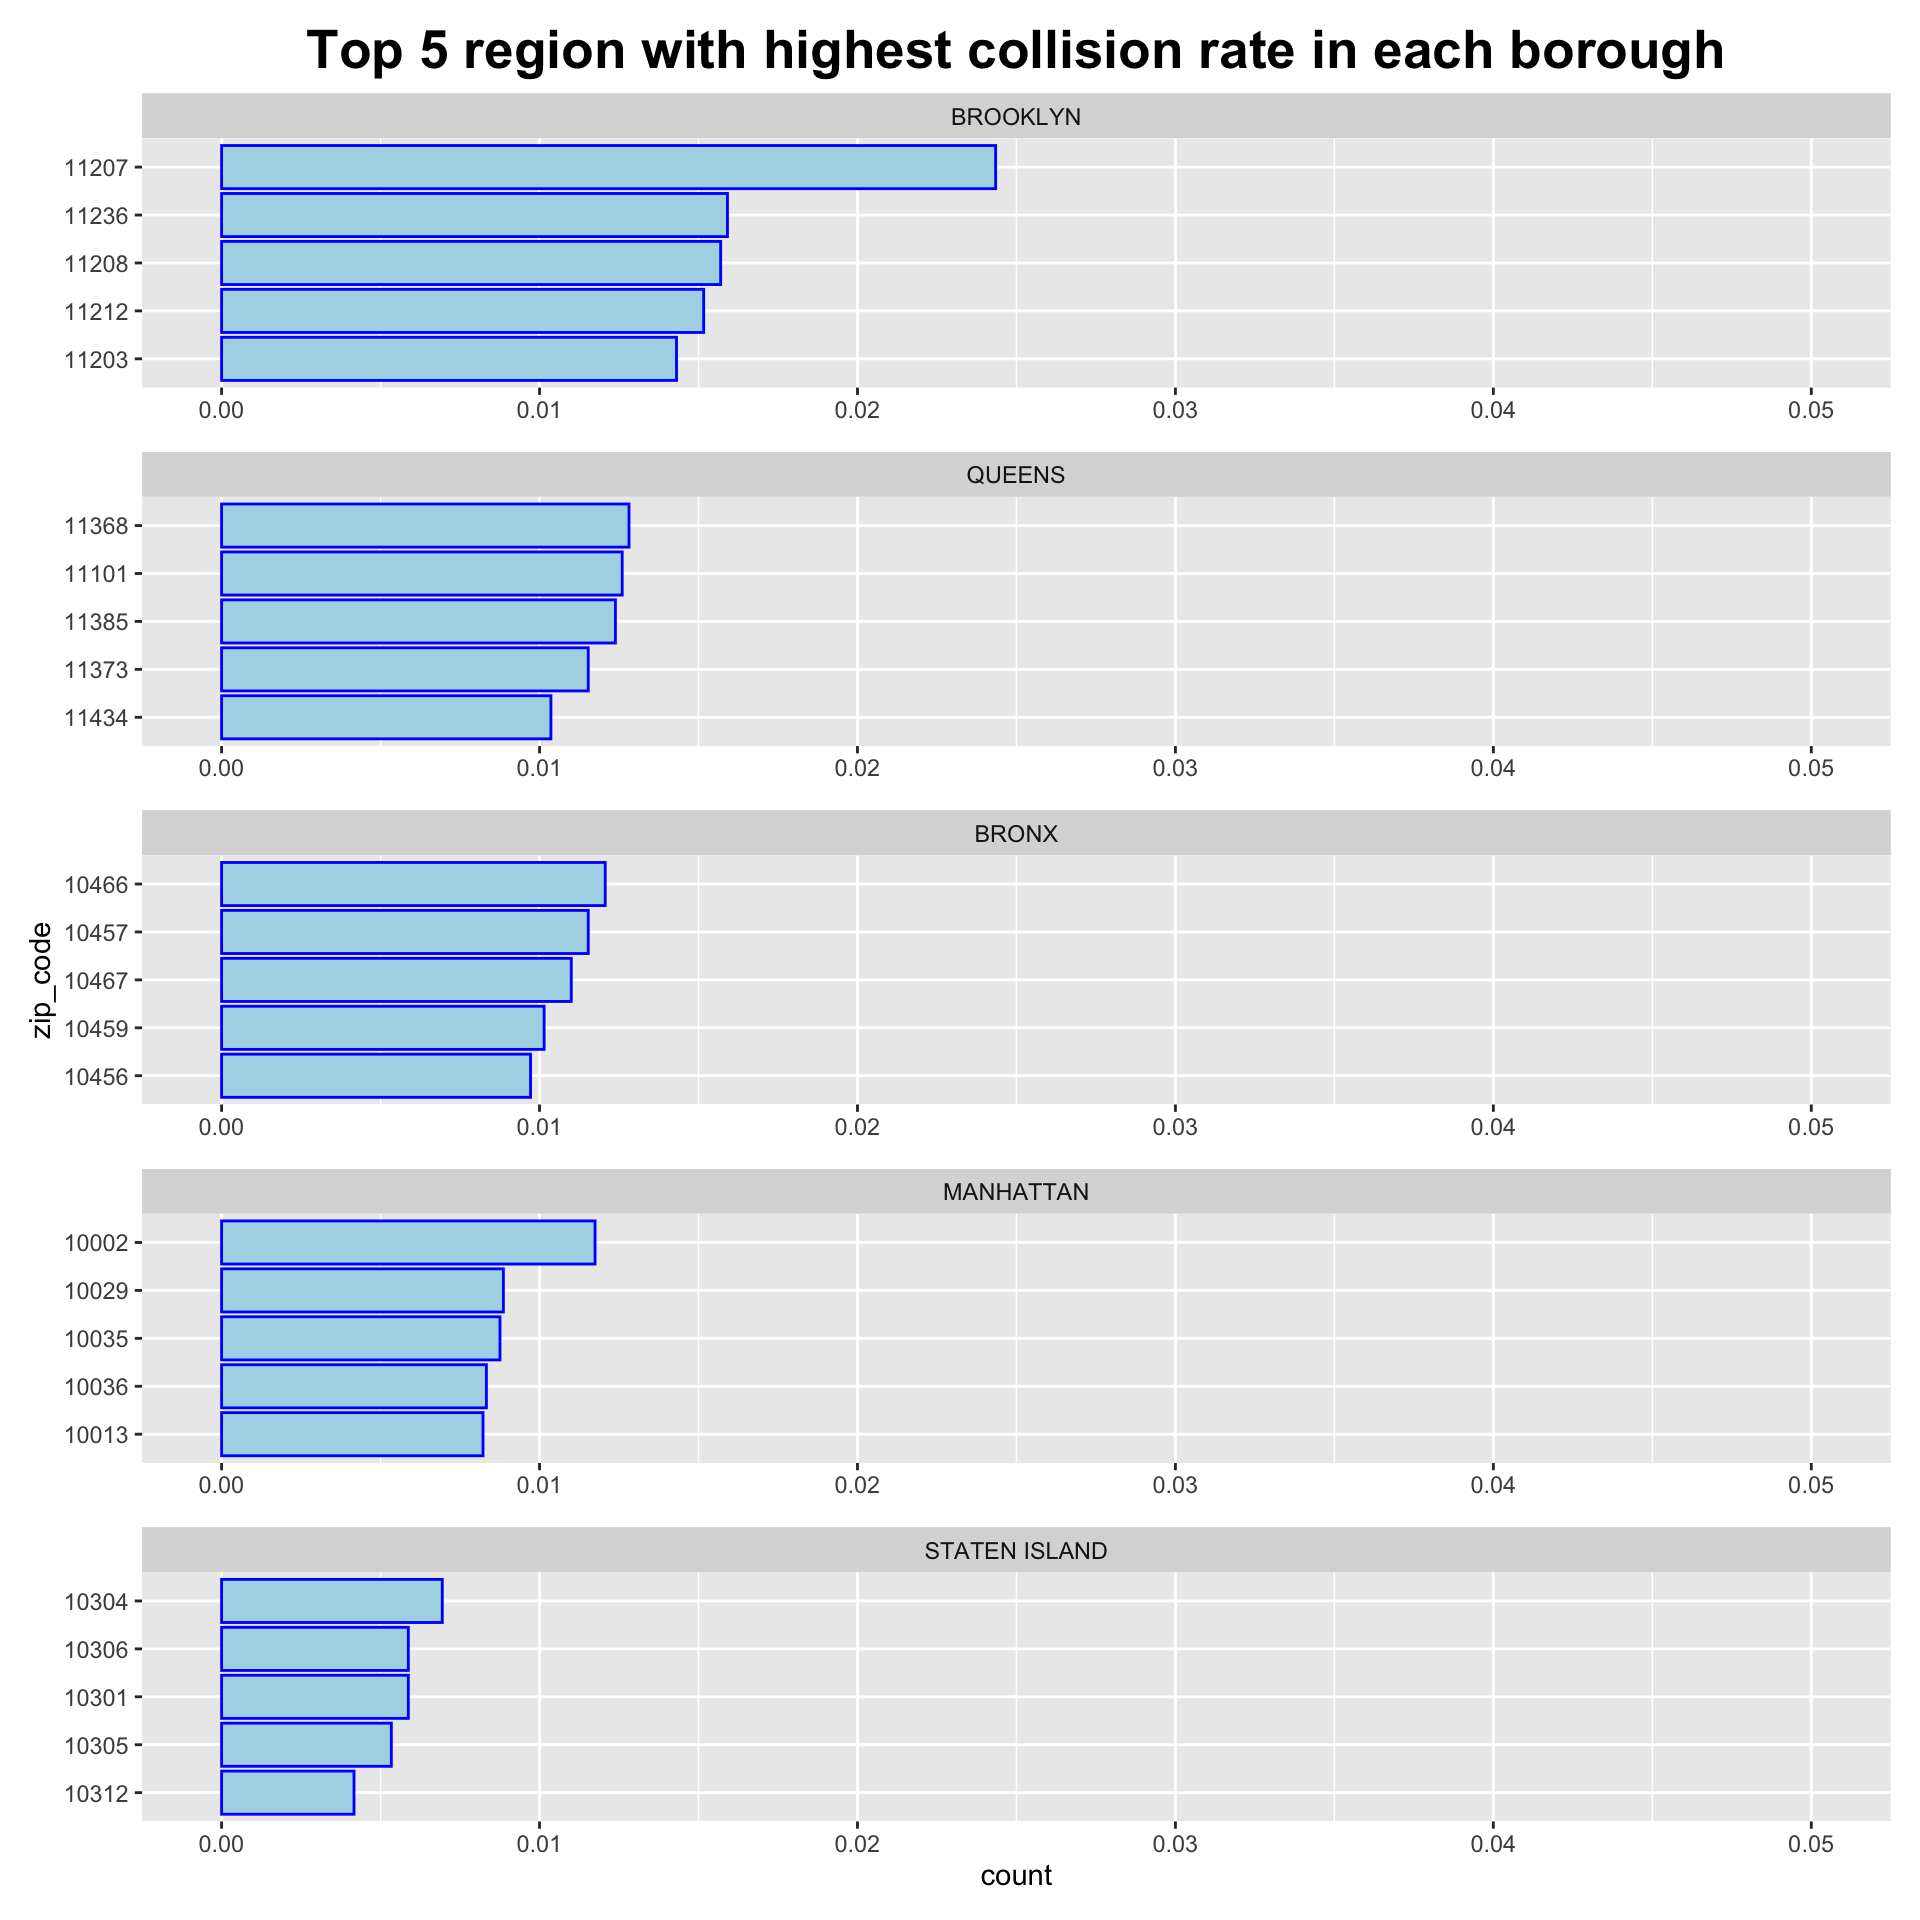 Top 5 region with highest collision rate in each borough
BROOKLYN
11207
11236
11208
11212
11203
0.00 0.01 0.02 0.03 0.04 0.05
QUEENS
11368
11101
11385
11373
11434
0.00 0.01 0.02 0.03 0.04 0.05
BRONX
10466
10457
10467
10459
10456
0.00 0.01 0.02 0.03 0.04 0.05
zip_code
MANHATTAN
10002
10029
10035
10036
10013
0.00 0.01 0.02 0.03 0.04 0.05
STATEN ISLAND
10304
10306
10301
10305
10312
0.00 0.01 0.02 0.03 0.04 0.05
count